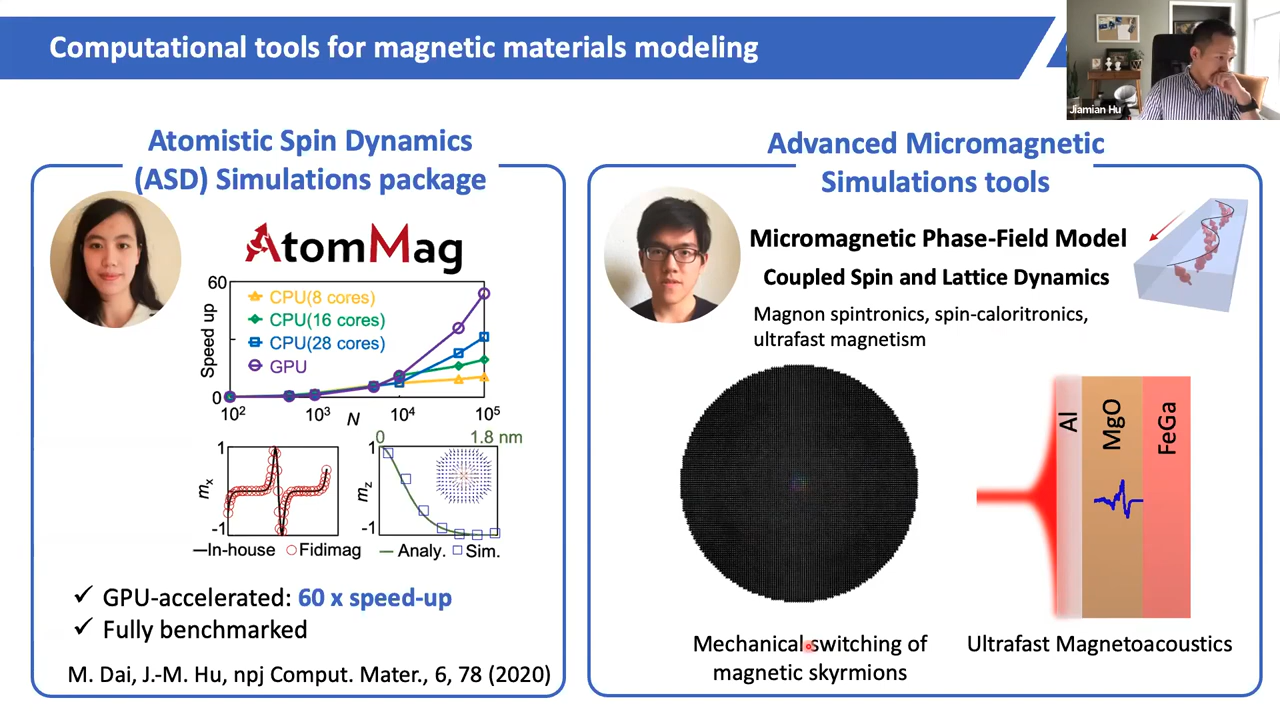 Computational tools for magnetic materials modeling
Jiamian Hu
Atomistic Spin Dynamics
(ASD) Simulations package
AtomMag
60
Speed up
0
CPU(8 cores)
CPU(16 cores)
CPU(28 cores)
GPU
10²
10³
N
10⁴
10⁵
1
mₓ
-1
In-house
Fidimag
0
1.8 nm
1
m_z
-1
Analy.
Sim.
✓ GPU-accelerated: 60 x speed-up
✓ Fully benchmarked
M. Dai, J.-M. Hu, npj Comput. Mater., 6, 78 (2020)
Advanced Micromagnetic
Simulations tools
Micromagnetic Phase-Field Model
Coupled Spin and Lattice Dynamics
Magnon spintronics, spin-caloritronics,
ultrafast magnetism
Mechanical switching of
magnetic skyrmions
Al
MgO
FeGa
Ultrafast Magnetoacoustics